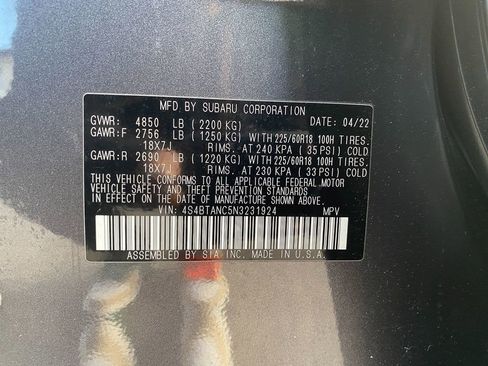 MFD BY SUBARU CORPORATION DATE: 04/22
GVWR: 4850 LB (2200 KG)
GAWR:F 2756 LB (1250 KG) WITH 225/60R18 100H TIRES.
18X7J RIMS. AT 240 KPA (35 PSI) COLD
GAWR:R 2690 LB (1220 KG) WITH 225/60R18 100H TIRES.
18X7J RIMS. AT 230 KPA (33 PSI) COLD
THIS VEHICLE CONFORMS TO ALL APPLICABLE FEDERAL MOTOR
VEHICLE SAFETY AND THEFT PREVENTION STANDARDS
IN EFFECT ON THE DATE OF MANUFACTURE SHOWN ABOVE.
VIN: 4S4BTANC5N3231924 MPV
ASSEMBLED BY SIA INC. MADE IN U.S.A.